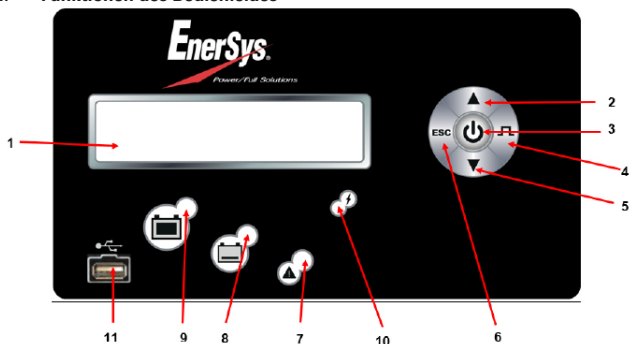 Funktionen des Bedienfeldes
EnerSys.
Power/Full Solutions
1
2
3
ESC
4
5
11
9
8
7
10
6